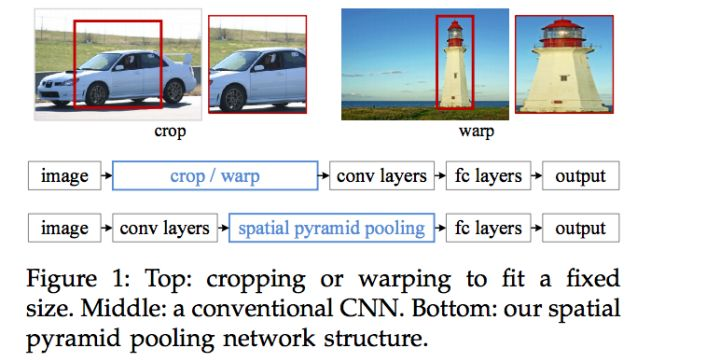 crop
warp
image crop / warp conv layers fc layers output
image conv layers spatial pyramid pooling fc layers output
Figure 1: Top: cropping or warping to fit a fixed
size. Middle: a conventional CNN. Bottom: our spatial
pyramid pooling network structure.